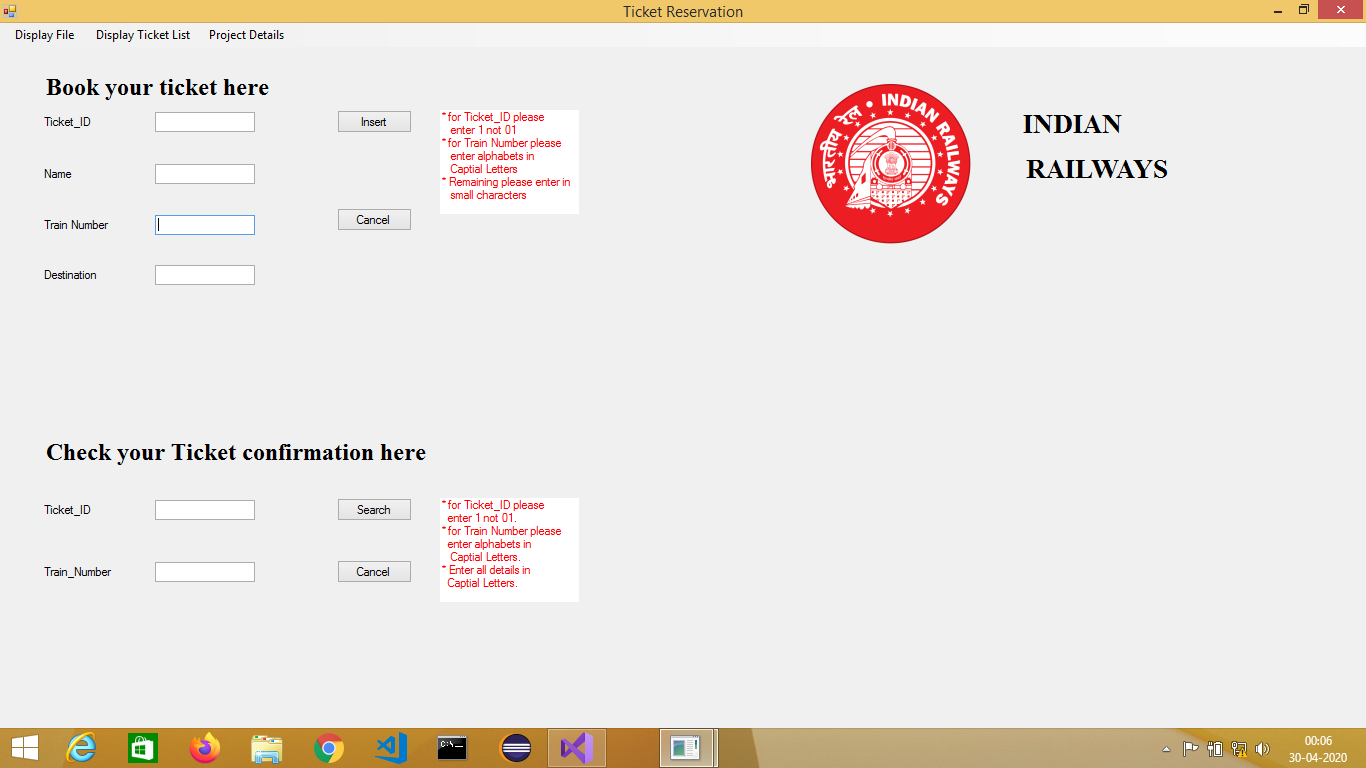 Ticket Reservation
Display File
Display Ticket List
Project Details
Book your ticket here
Ticket_ID
Insert
* for Ticket_ID please
enter 1 not 01
* for Train Number please
enter alphabets in
Captial Letters
* Remaining please enter in
small characters
Name
Train Number
Cancel
Destination
भारतीय रेल • INDIAN RAILWAYS
INDIAN
RAILWAYS
Check your Ticket confirmation here
Ticket_ID
Search
* for Ticket_ID please
enter 1 not 01.
* for Train Number please
enter alphabets in
Captial Letters.
* Enter all details in
Captial Letters.
Train_Number
Cancel
C:\_
00:06
30-04-2020